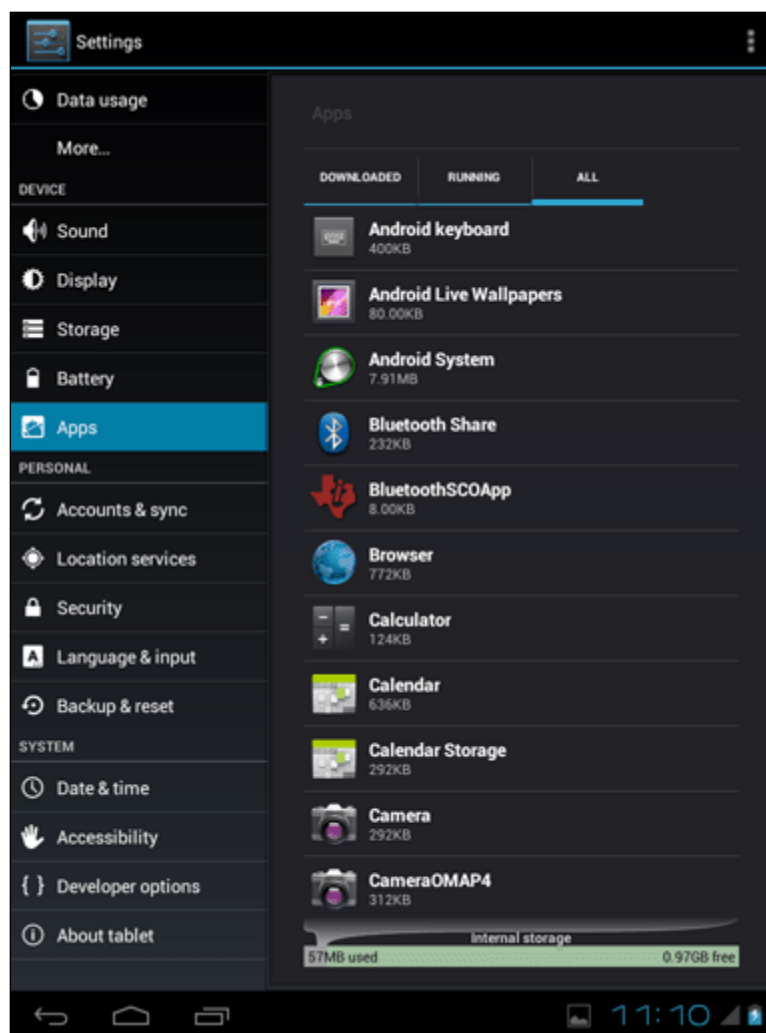 Settings
Data usage
More...
DEVICE
Sound
Display
Storage
Battery
Apps
PERSONAL
Accounts & sync
Location services
Security
Language & input
Backup & reset
SYSTEM
Date & time
Accessibility
{ } Developer options
About tablet
Apps
DOWNLOADED RUNNING ALL
Android keyboard
400KB
Android Live Wallpapers
80.00KB
Android System
7.91MB
Bluetooth Share
232KB
BluetoothSCOApp
8.00KB
Browser
772KB
Calculator
124KB
Calendar
636KB
Calendar Storage
292KB
Camera
292KB
CameraOMAP4
312KB
Internal storage
57MB used 0.97GB free
11:10